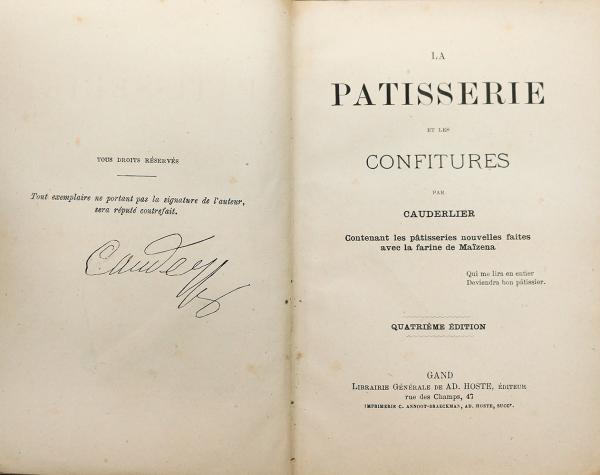 TOUS DROITS RÉSERVÉS
Tout exemplaire ne portant pas la signature de l'auteur,
sera réputé contrefait.
LA
PATISSERIE
ET LES
CONFITURES
PAR
CAUDERLIER
Contenant les pâtisseries nouvelles faites
avec la farine de Maïzena
Qui me lira en entier
Deviendra bon pâtissier.
QUATRIÈME ÉDITION
GAND
LIBRAIRIE GÉNÉRALE DE AD. HOSTE, ÉDITEUR
rue des Champs, 47
IMPRIMERIE C. ANNOOT-BRAECKMAN, AD. HOSTE, SUCCr.